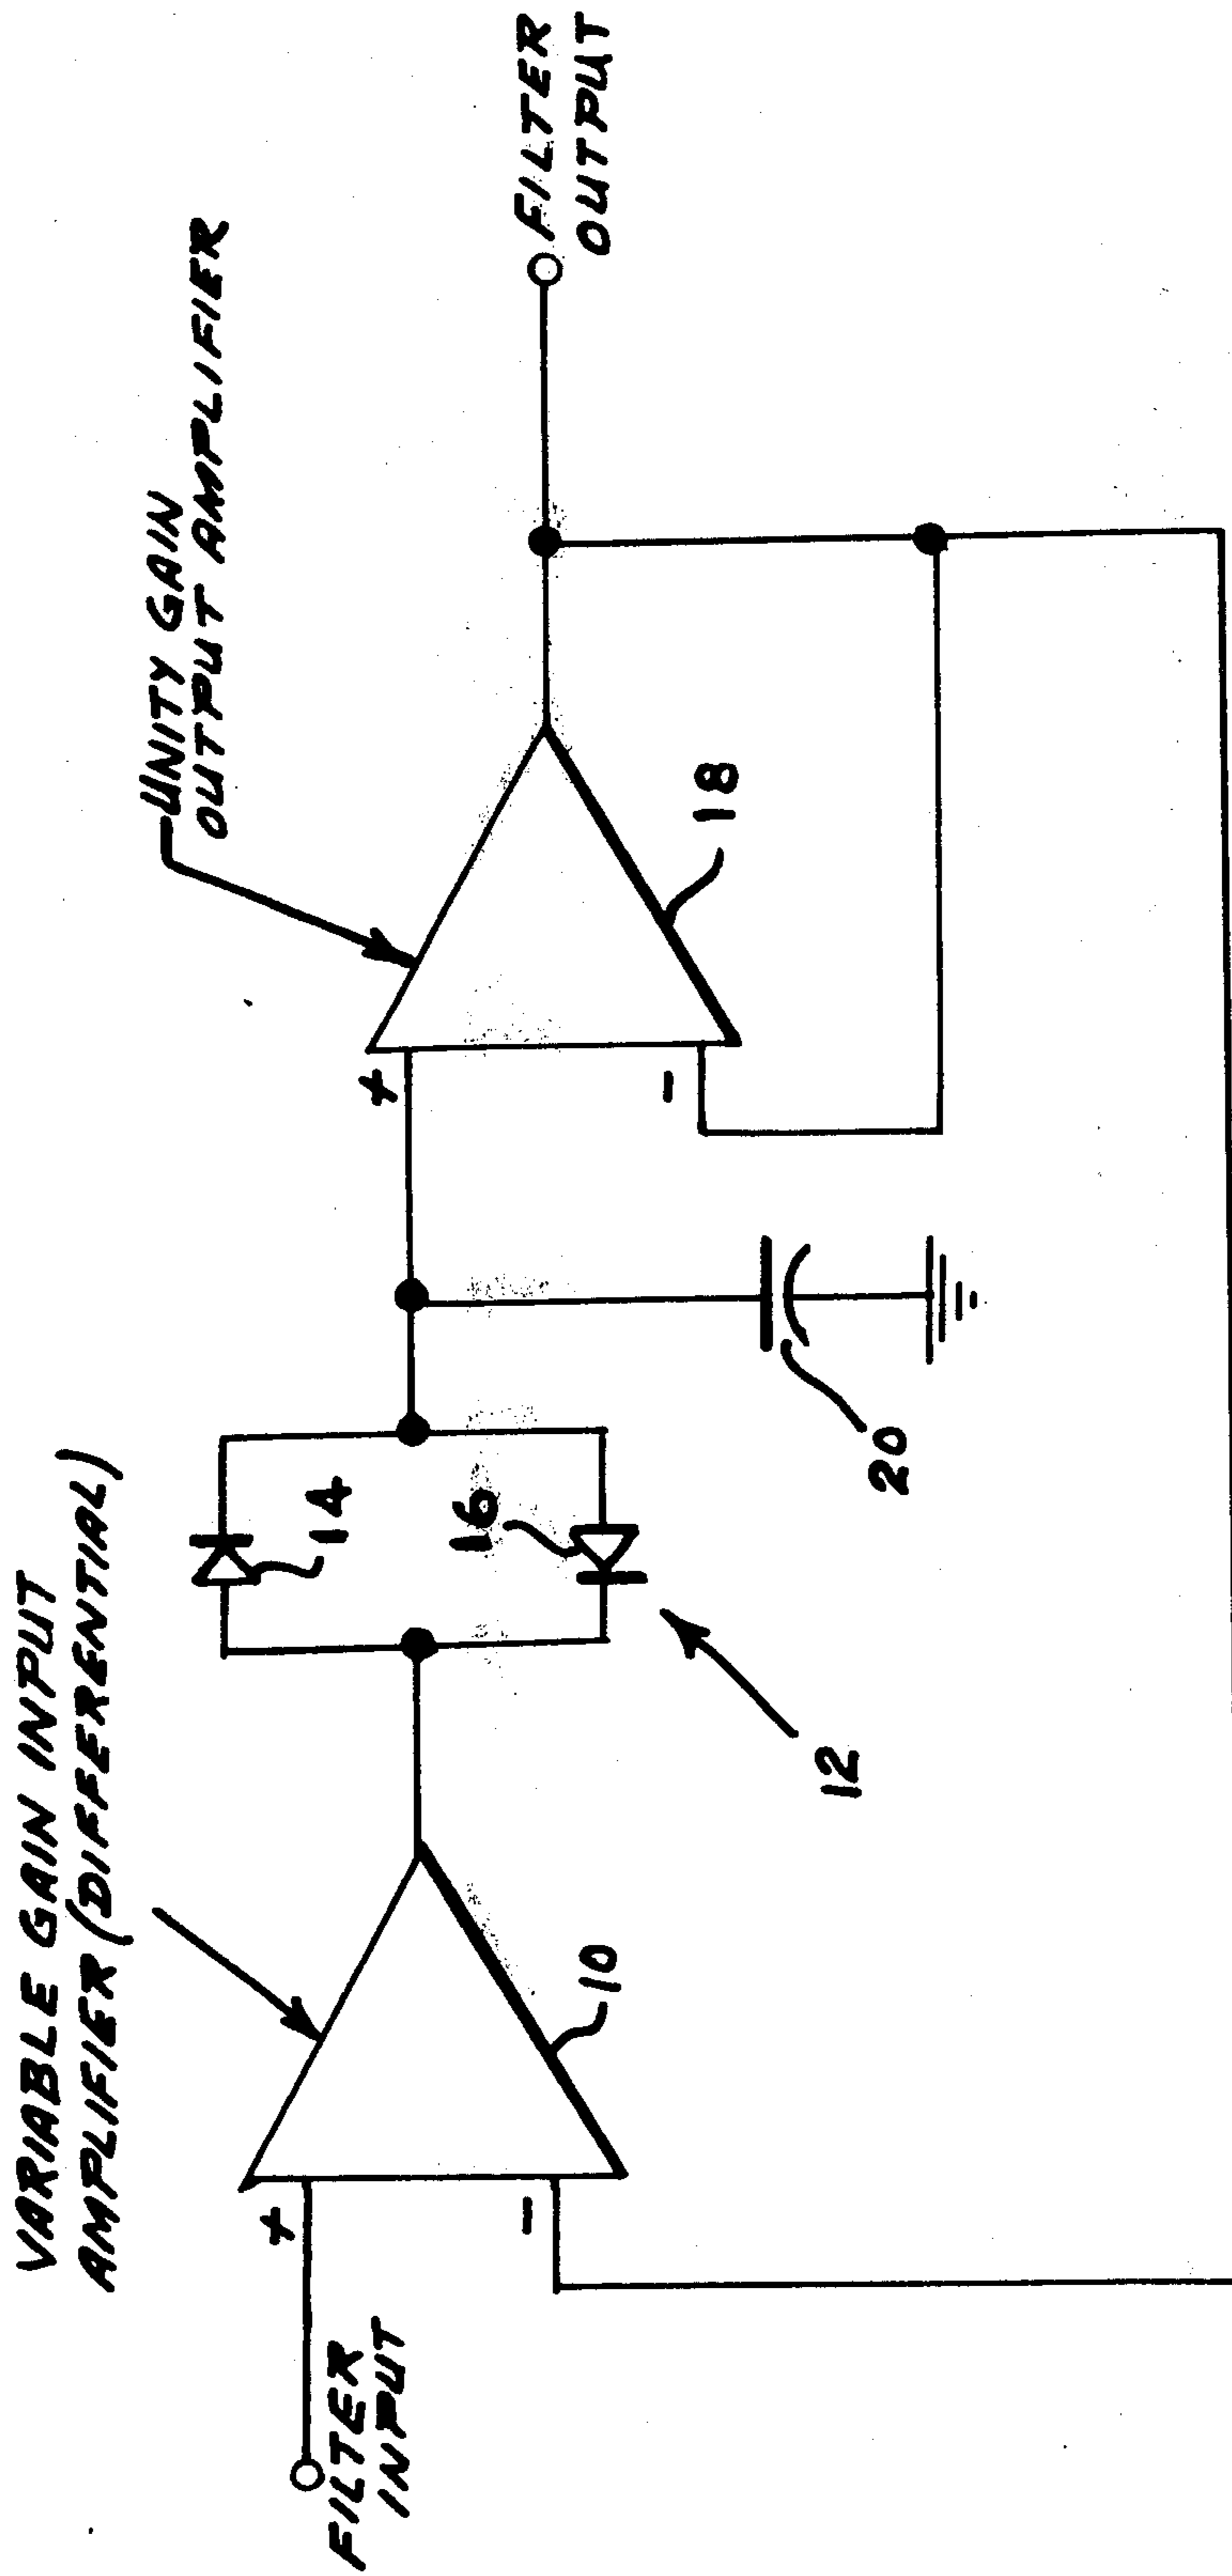 VARIABLE GAIN INPUT
AMPLIFIER (DIFFERENTIAL)
UNITY GAIN
OUTPUT AMPLIFIER
FILTER
INPUT
+
-
10
12
14
16
20
+
-
18
FILTER
OUTPUT